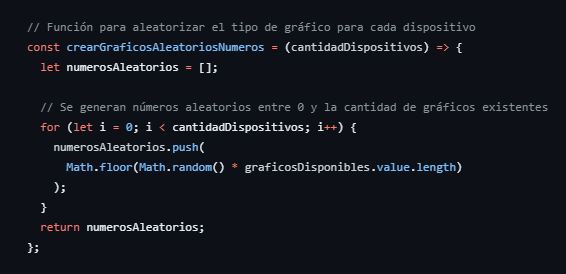 // Función para aleatorizar el tipo de gráfico para cada dispositivo
const crearGraficosAleatoriosNumeros = (cantidadDispositivos) => {
  let numerosAleatorios = [];

  // Se generan números aleatorios entre 0 y la cantidad de gráficos existentes
  for (let i = 0; i < cantidadDispositivos; i++) {
    numerosAleatorios.push(
      Math.floor(Math.random() * graficosDisponibles.value.length)
    );
  }
  return numerosAleatorios;
};